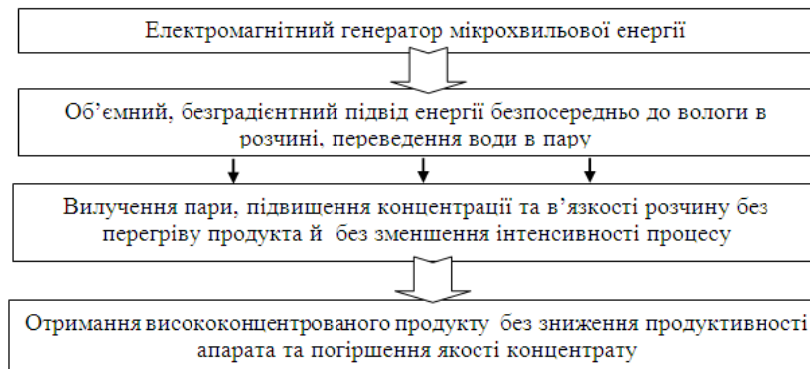 Електромагнітний генератор мікрохвильової енергії
Об’ємний, безградієнтний підвід енергії безпосередньо до вологи в
розчині, переведення води в пару
Вилучення пари, підвищення концентрації та в’язкості розчину без
перегріву продукта й без зменшення інтенсивності процесу
Отримання висококонцентрованого продукту без зниження продуктивності
апарата та погіршення якості концентрату